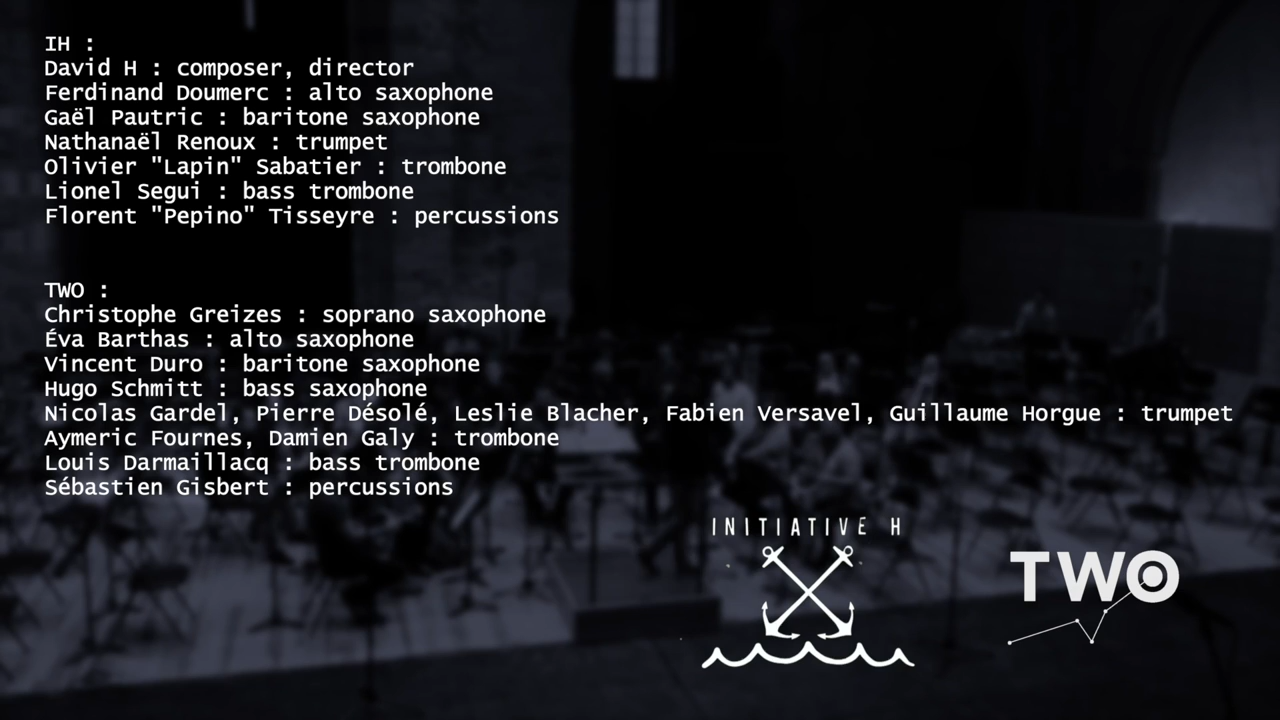 IH :
David H : composer, director
Ferdinand Doumerc : alto saxophone
Gaël Pautric : baritone saxophone
Nathanaël Renoux : trumpet
Olivier "Lapin" Sabatier : trombone
Lionel Segui : bass trombone
Florent "Pepino" Tisseyre : percussions
TWO :
Christophe Greizes : soprano saxophone
Éva Barthas : alto saxophone
Vincent Duro : baritone saxophone
Hugo Schmitt : bass saxophone
Nicolas Gardel, Pierre Désolé, Leslie Blacher, Fabien Versavel, Guillaume Horgue : trumpet
Aymeric Fournes, Damien Galy : trombone
Louis Darmaillacq : bass trombone
Sébastien Gisbert : percussions
INITIATIVE H
TWO